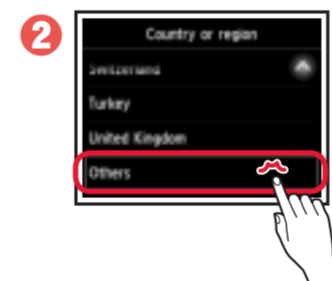 2
Country or region
Switzerland
Turkey
United Kingdom
Others